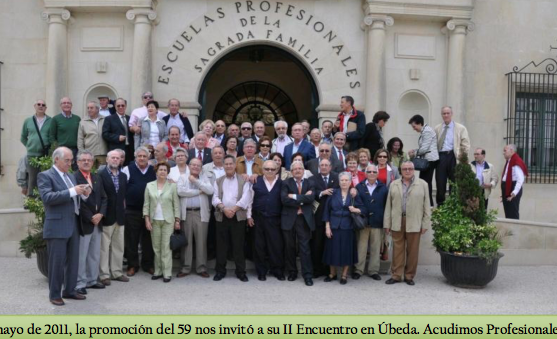 ESCUELAS PROFESIONALES
DE LA
SAGRADA FAMILIA
mayo de 2011, la promoción del 59 nos invitó a su II Encuentro en Úbeda. Acudimos Profesionale